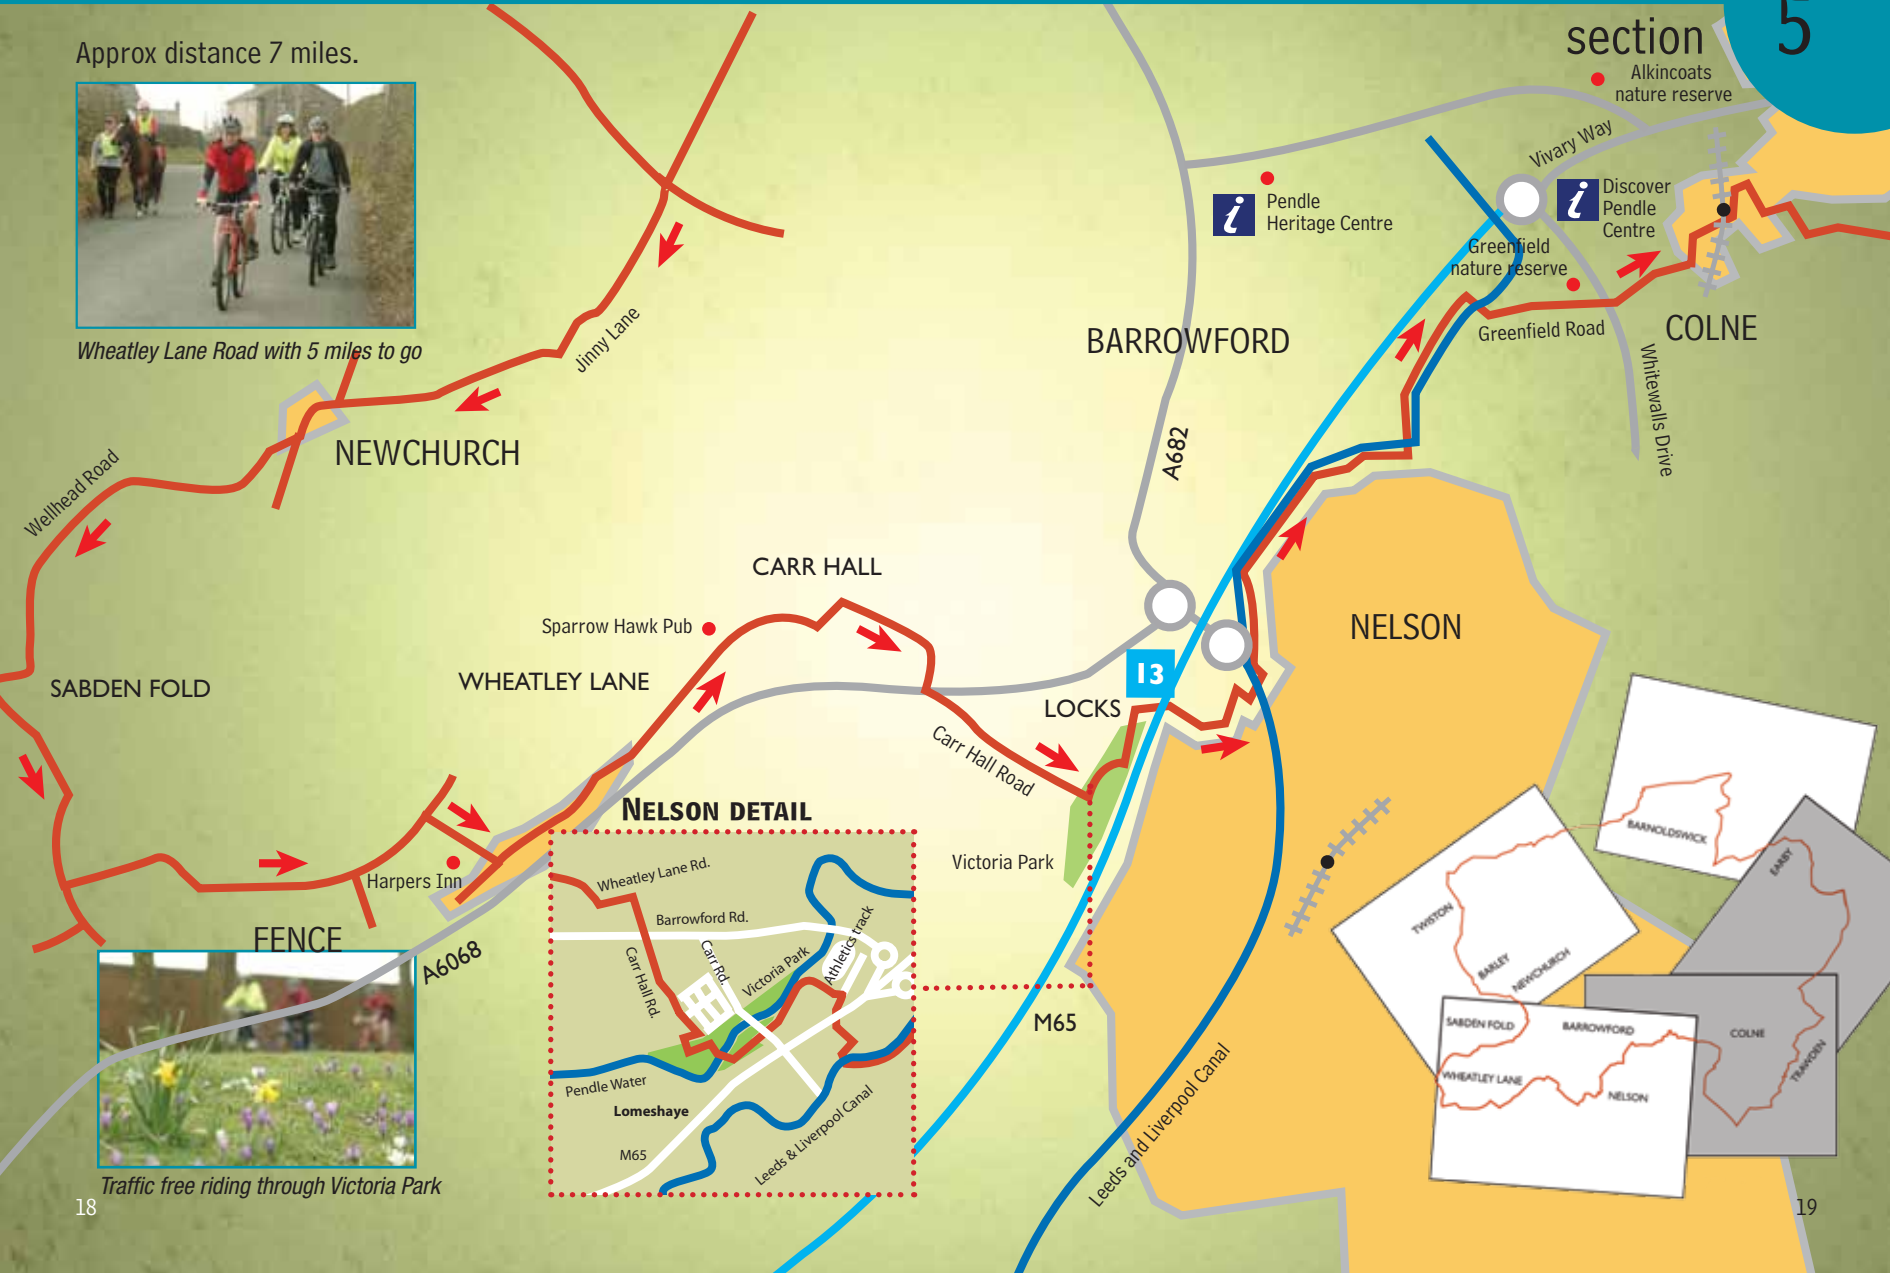 Approx distance 7 miles.
section
5
Alkincoats
nature reserve
Vivary Way
Pendle
Heritage Centre
Discover
Pendle
Centre
Greenfield
nature reserve
Greenfield Road
COLNE
Whitewalls Drive
BARROWFORD
A682
Wheatley Lane Road with 5 miles to go
Jinny Lane
NEWCHURCH
Wellhead Road
CARR HALL
Sparrow Hawk Pub
WHEATLEY LANE
SABDEN FOLD
NELSON
13
LOCKS
Carr Hall Road
Victoria Park
Harpers Inn
FENCE
A6068
M65
Leeds and Liverpool Canal
NELSON DETAIL
Wheatley Lane Rd.
Barrowford Rd.
Carr Hall Rd.
Carr Rd.
Victoria Park
Athletics track
Pendle Water
Lomeshaye
M65
Leeds & Liverpool Canal
BARNOLDSWICK
EARBY
TWISTON
BARLEY
NEWCHURCH
SABDEN FOLD
BARROWFORD
COLNE
TRAWDEN
WHEATLEY LANE
NELSON
Traffic free riding through Victoria Park
18
19